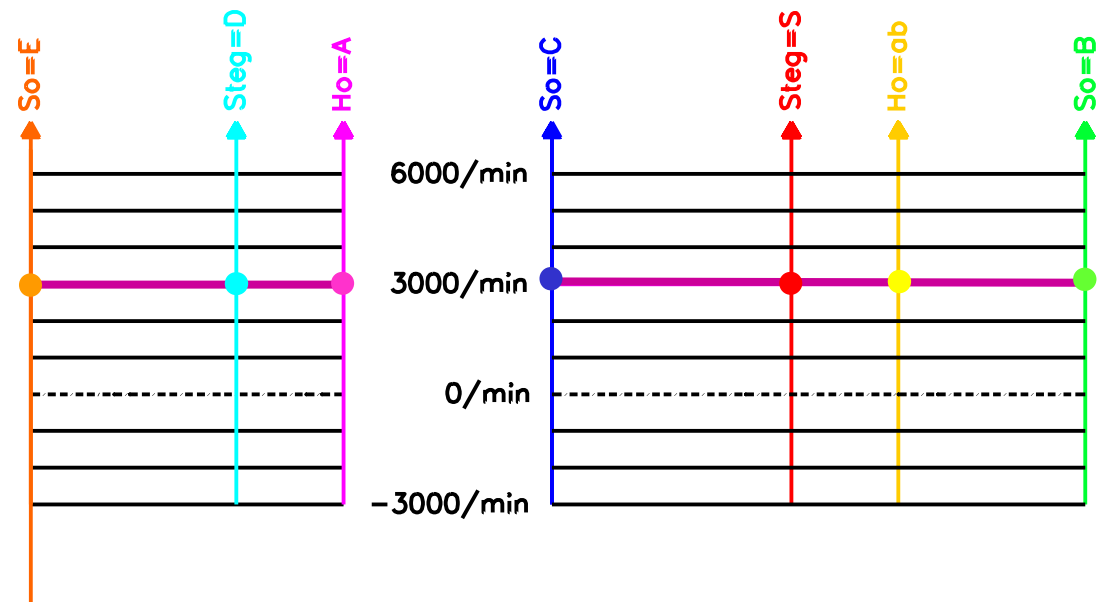 So=E
Steg=D
Ho=A
So=C
Steg=S
Ho=ab
So=B
6000/min
3000/min
0/min
-3000/min